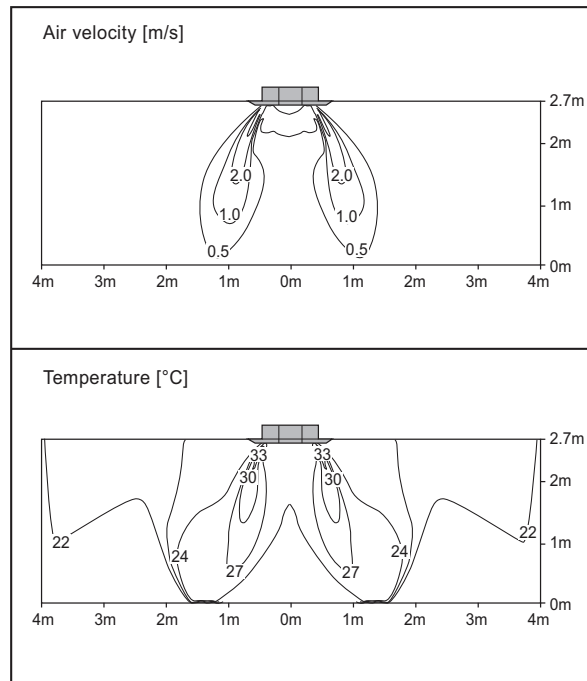 Air velocity [m/s]
2.7m
2m
2.0 2.0
1.0 1.0
1m
0.5 0.5
0m
4m 3m 2m 1m 0m 1m 2m 3m 4m
Temperature [°C]
2.7m
33 33
30 30
2m
22 22
24 24
1m
27 27
0m
4m 3m 2m 1m 0m 1m 2m 3m 4m